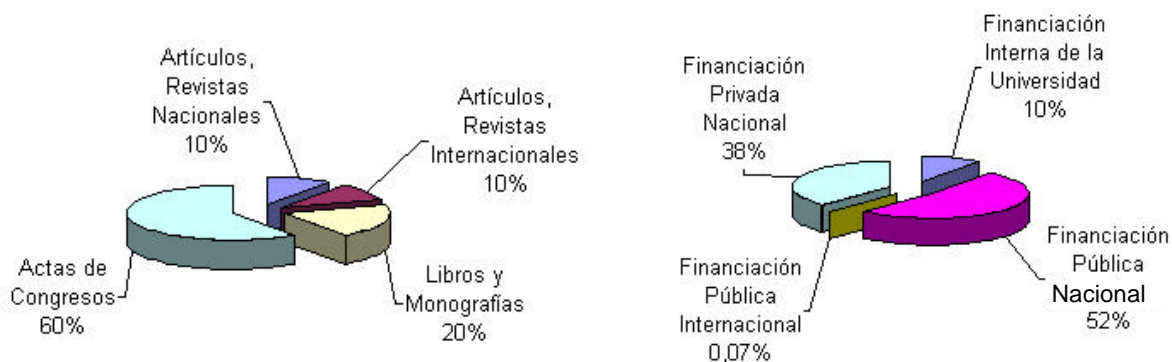 Artículos,
Revistas
Nacionales
10%
Artículos,
Revistas
Internacionales
10%
Actas de
Congresos
60%
Libros y
Monografías
20%
Financiación
Privada
Nacional
38%
Financiación
Interna de la
Universidad
10%
Financiación
Pública
Internacional
0,07%
Financiación
Pública
Nacional
52%